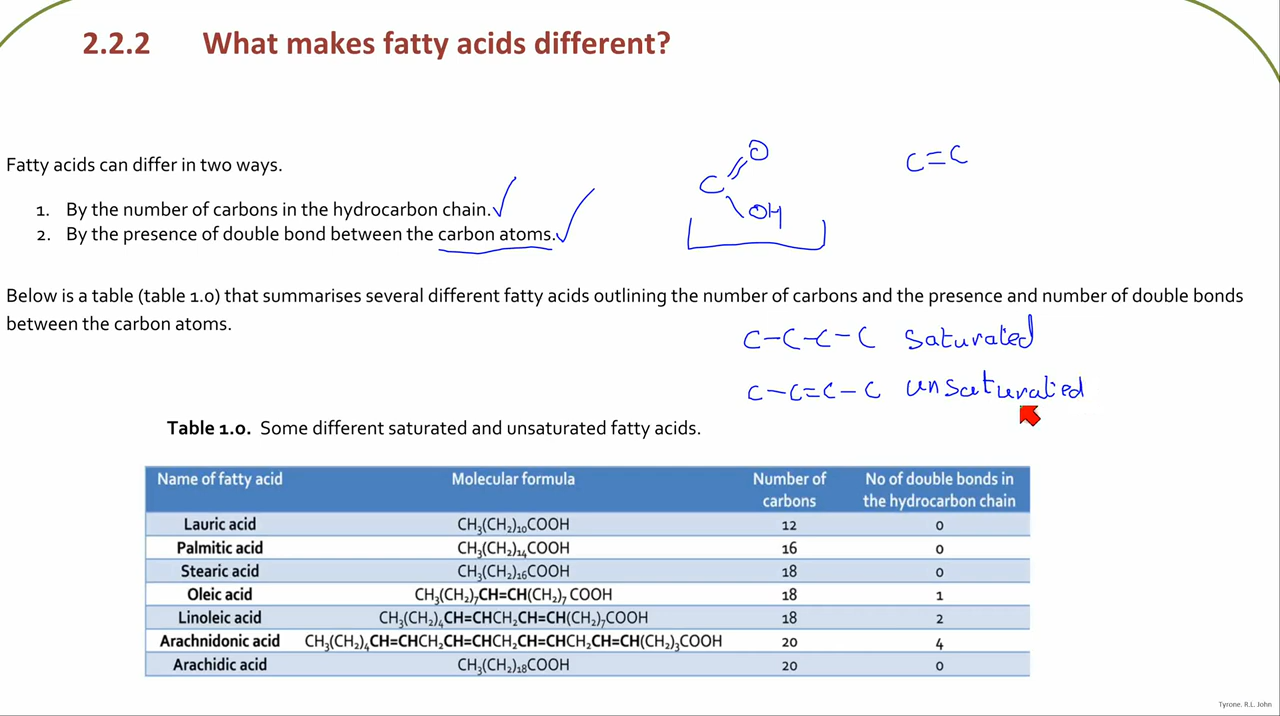 2.2.2 What makes fatty acids different?
Fatty acids can differ in two ways.
1. By the number of carbons in the hydrocarbon chain.
2. By the presence of double bond between the carbon atoms.
C=O
OH
C=C
Below is a table (table 1.0) that summarises several different fatty acids outlining the number of carbons and the presence and number of double bonds
between the carbon atoms.
C-C-C-C saturated
C-C=C-C unsaturated
Table 1.0. Some different saturated and unsaturated fatty acids.
Name of fatty acid Molecular formula Number of carbons No of double bonds in the hydrocarbon chain
Lauric acid CH₃(CH₂)₁₀COOH 12 0
Palmitic acid CH₃(CH₂)₁₄COOH 16 0
Stearic acid CH₃(CH₂)₁₆COOH 18 0
Oleic acid CH₃(CH₂)₇CH=CH(CH₂)₇ COOH 18 1
Linoleic acid CH₃(CH₂)₄CH=CHCH₂CH=CH(CH₂)₇COOH 18 2
Arachnidonic acid CH₃(CH₂)₄CH=CHCH₂CH=CHCH₂CH=CHCH₂CH=CH(CH₂)₃COOH 20 4
Arachidic acid CH₃(CH₂)₁₈COOH 20 0
Tyrone. R.L. John